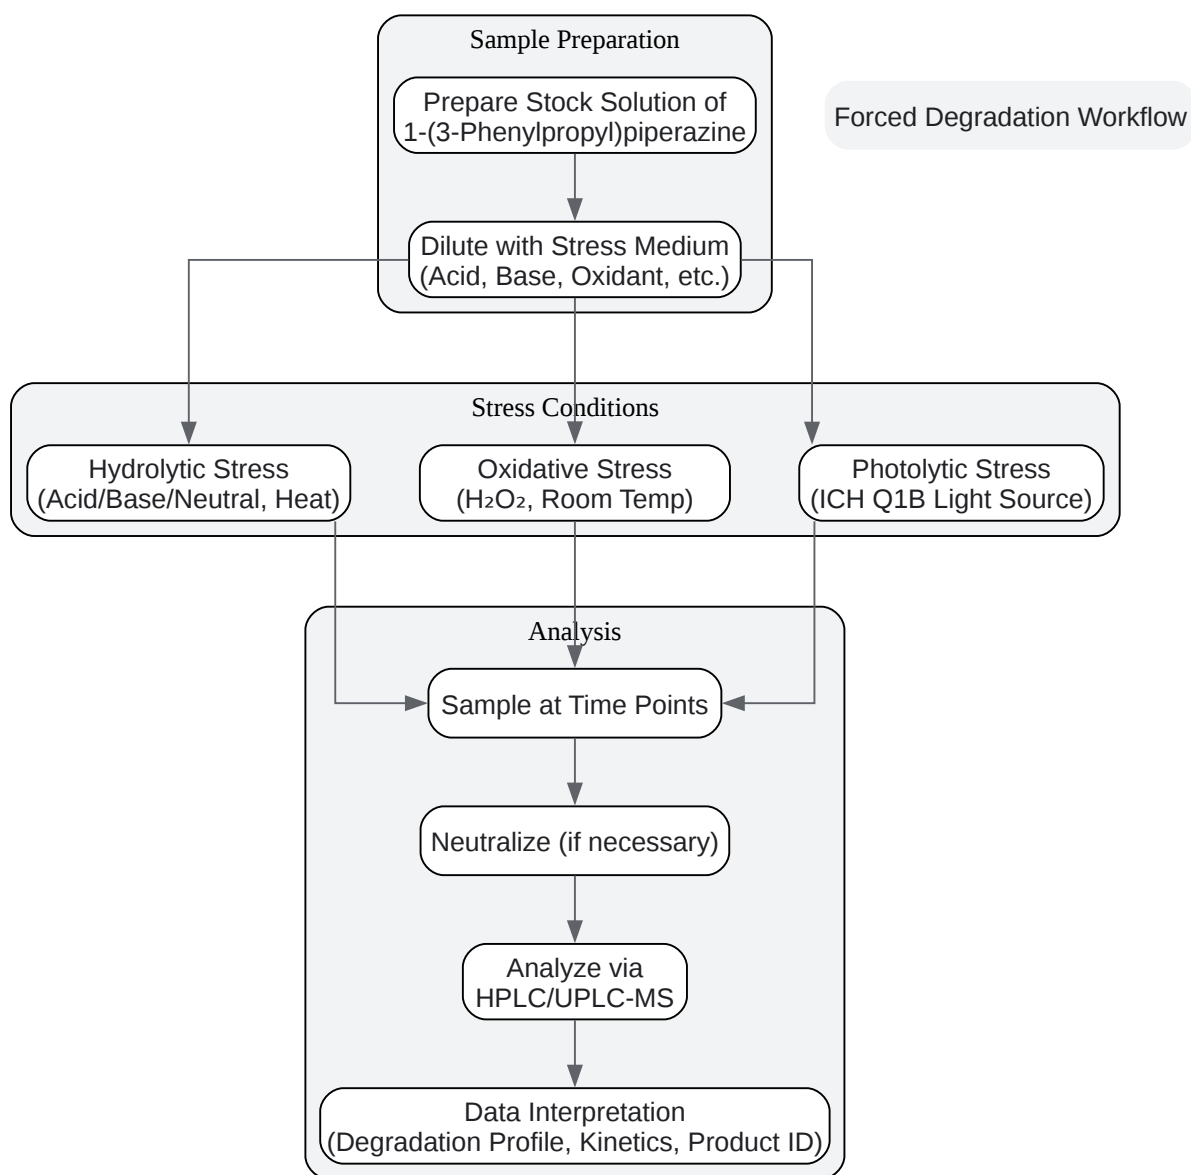 Sample Preparation
Prepare Stock Solution of
1-(3-Phenylpropyl)piperazine
Forced Degradation Workflow
Dilute with Stress Medium
(Acid, Base, Oxidant, etc.)
Stress Conditions
Hydrolytic Stress
(Acid/Base/Neutral, Heat)
Oxidative Stress
(H₂O₂, Room Temp)
Photolytic Stress
(ICH Q1B Light Source)
Analysis
Sample at Time Points
Neutralize (if necessary)
Analyze via
HPLC/UPLC-MS
Data Interpretation
(Degradation Profile, Kinetics, Product ID)